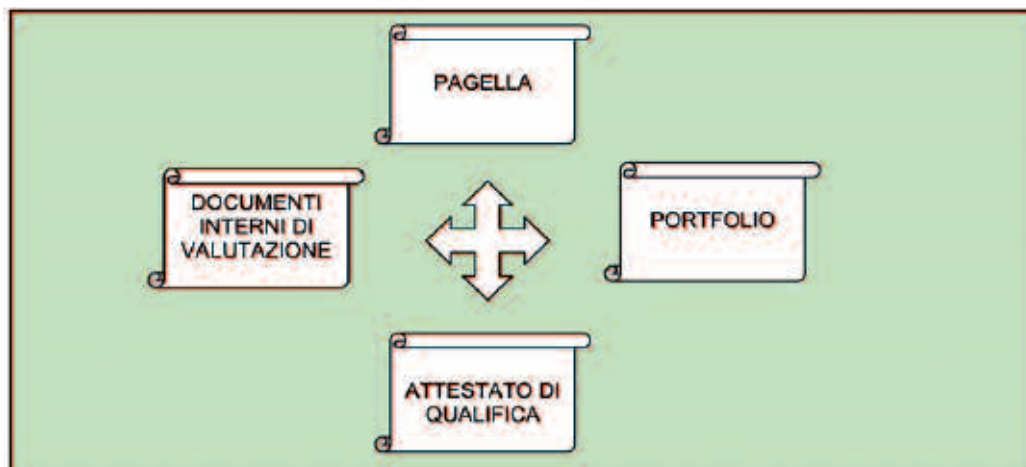 PAGELLA
DOCUMENTI
INTERNI DI
VALUTAZIONE
PORTFOLIO
ATTESTATO DI
QUALIFICA